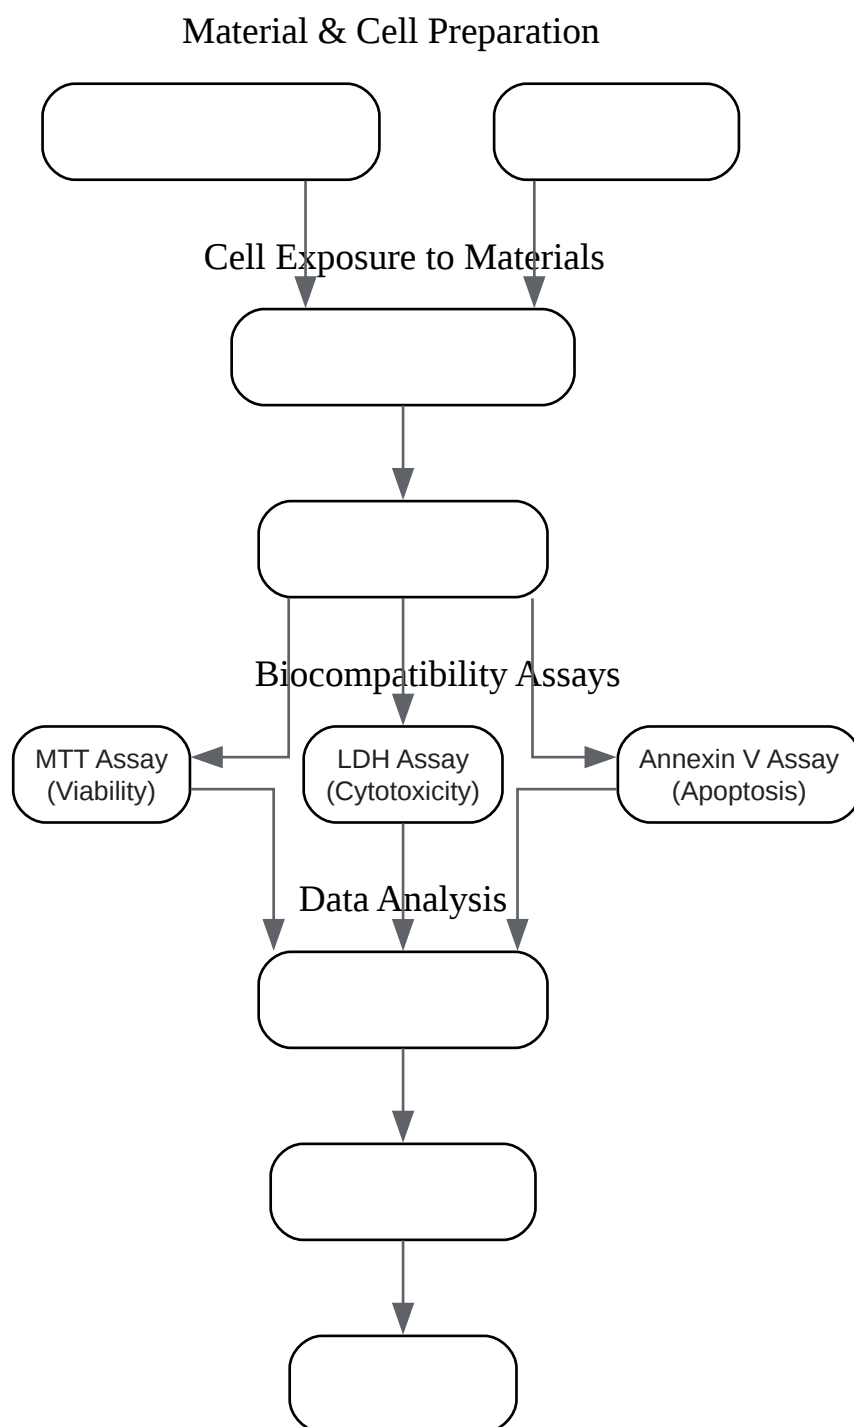 Material & Cell Preparation
Cell Exposure to Materials
Biocompatibility Assays
MTT Assay
(Viability)
LDH Assay
(Cytotoxicity)
Annexin V Assay
(Apoptosis)
Data Analysis